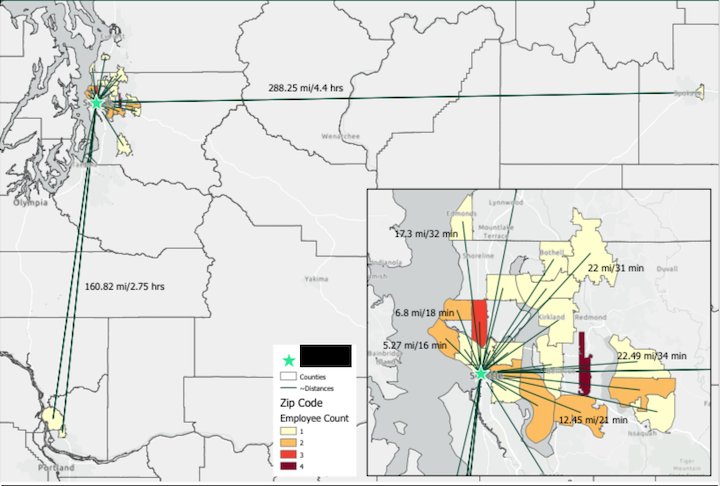 288.25 mi/4.4 hrs
Spokane
Wenatchee
Olympia
160.82 mi/2.75 hrs
Yakima
Portland
Counties
Distances
Zip Code
Employee Count
1
2
3
4
Lynnwood
Edmonds
17.3 mi/32 min
Mountlake
Terrace
Shoreline
Bothell
Indianola
22 mi/31 min
Duvall
6.8 mi/18 min
Kirkland
Redmond
5.27 mi/16 min
Bainbridge
22.49 mi/34 min
12.45 mi/21 min
Issaquah
Tiger
Mountain